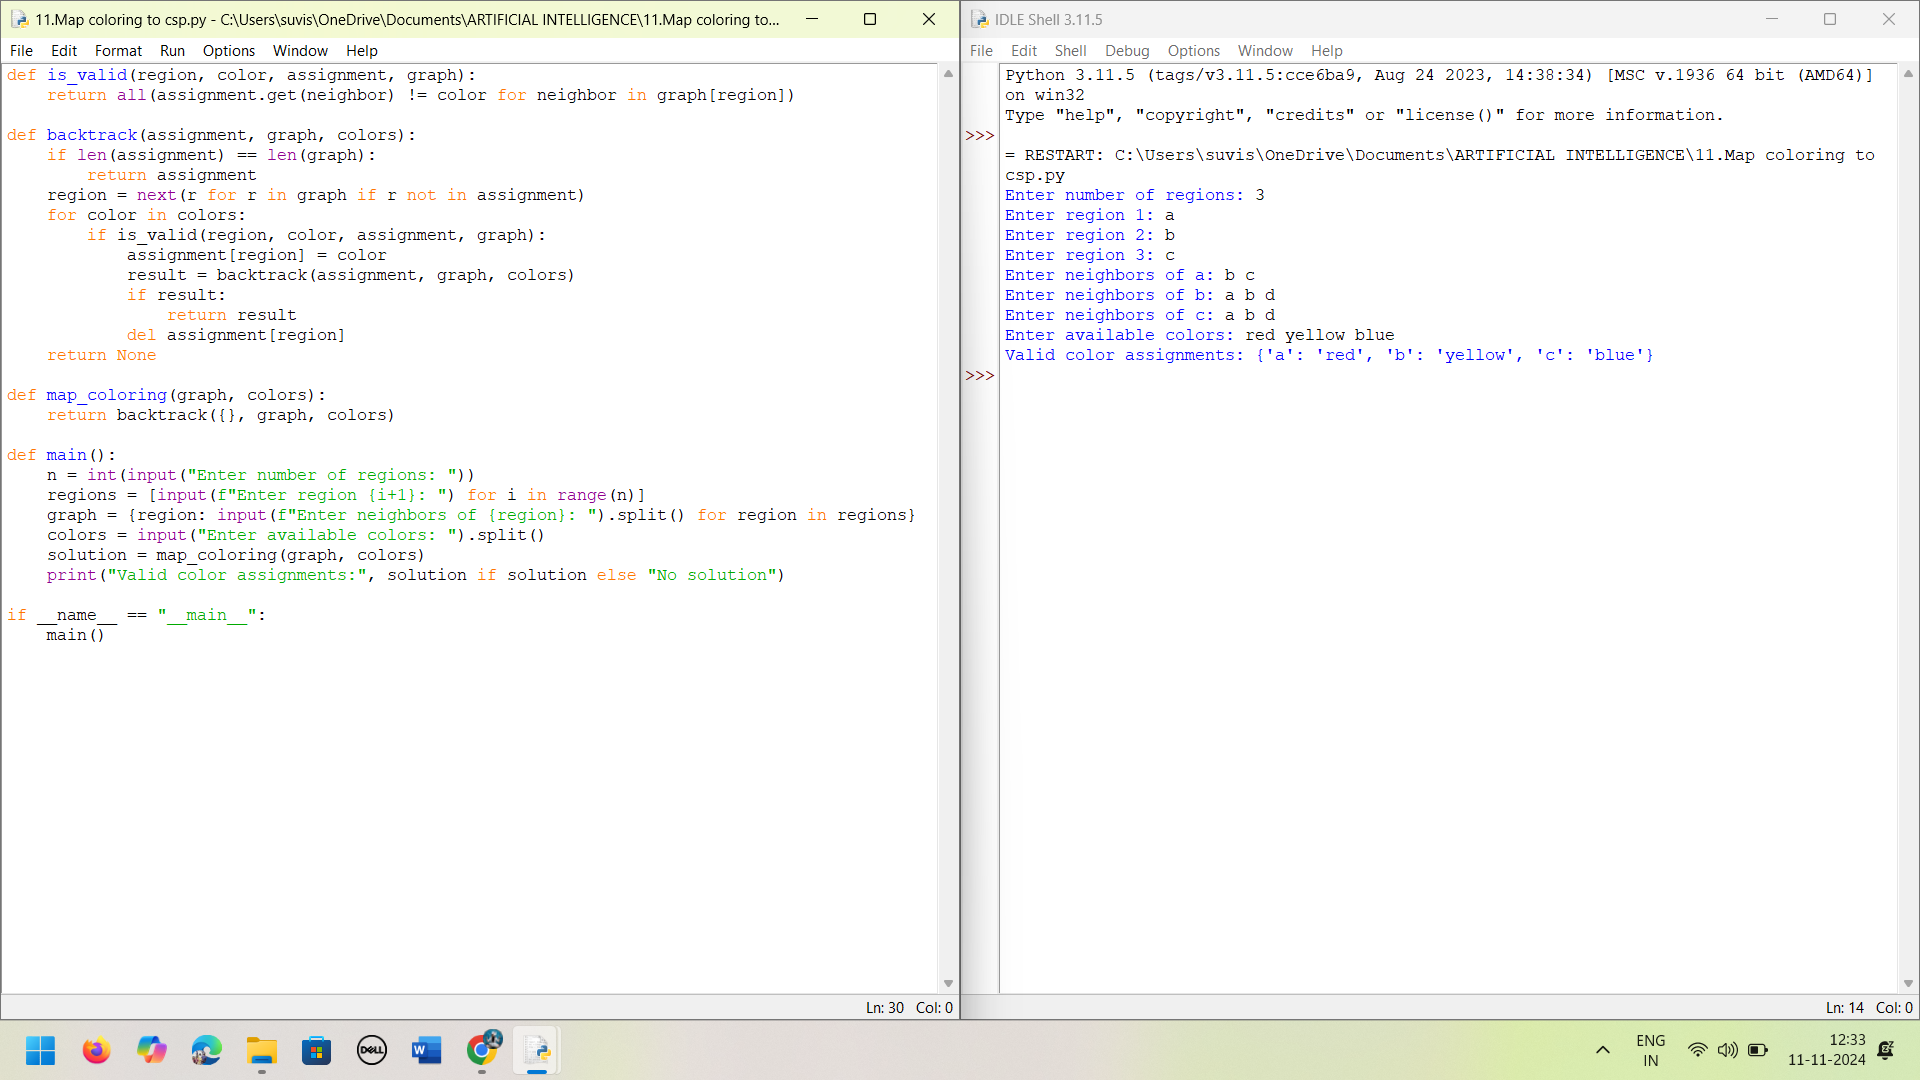 11.Map coloring to csp.py - C:\Users\suvis\OneDrive\Documents\ARTIFICIAL INTELLIGENCE\11.Map coloring to...
File Edit Format Run Options Window Help
def is_valid(region, color, assignment, graph):
    return all(assignment.get(neighbor) != color for neighbor in graph[region])

def backtrack(assignment, graph, colors):
    if len(assignment) == len(graph):
        return assignment
    region = next(r for r in graph if r not in assignment)
    for color in colors:
        if is_valid(region, color, assignment, graph):
            assignment[region] = color
            result = backtrack(assignment, graph, colors)
            if result:
                return result
            del assignment[region]
    return None

def map_coloring(graph, colors):
    return backtrack({}, graph, colors)

def main():
    n = int(input("Enter number of regions: "))
    regions = [input(f"Enter region {i+1}: ") for i in range(n)]
    graph = {region: input(f"Enter neighbors of {region}: ").split() for region in regions}
    colors = input("Enter available colors: ").split()
    solution = map_coloring(graph, colors)
    print("Valid color assignments:", solution if solution else "No solution")

if __name__ == "__main__":
    main()
Ln: 30 Col: 0
IDLE Shell 3.11.5
File Edit Shell Debug Options Window Help
Python 3.11.5 (tags/v3.11.5:cce6ba9, Aug 24 2023, 14:38:34) [MSC v.1936 64 bit (AMD64)]
on win32
Type "help", "copyright", "credits" or "license()" for more information.
>>>
= RESTART: C:\Users\suvis\OneDrive\Documents\ARTIFICIAL INTELLIGENCE\11.Map coloring to
csp.py
Enter number of regions: 3
Enter region 1: a
Enter region 2: b
Enter region 3: c
Enter neighbors of a: b c
Enter neighbors of b: a b d
Enter neighbors of c: a b d
Enter available colors: red yellow blue
Valid color assignments: {'a': 'red', 'b': 'yellow', 'c': 'blue'}
>>>
Ln: 14 Col: 0
DELL
W
ENG
IN
12:33
11-11-2024